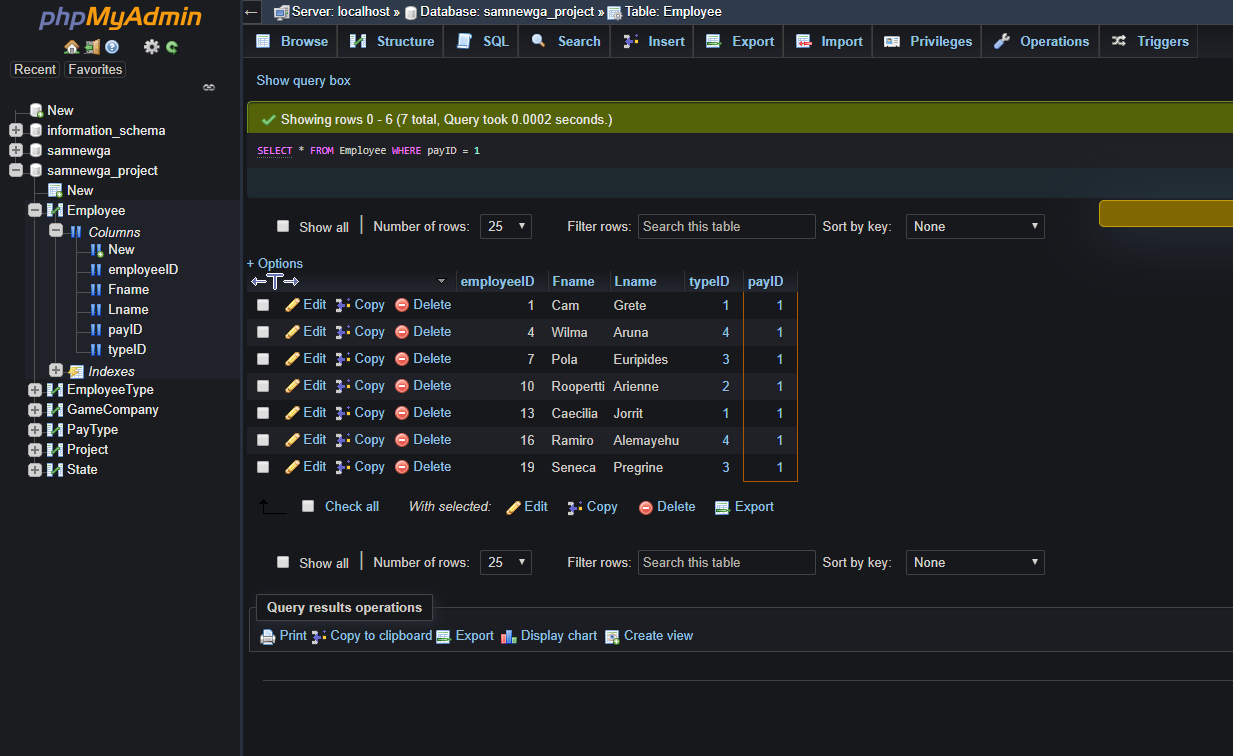 phpMyAdmin
Recent Favorites
New
information_schema
samnewga
samnewga_project
New
Employee
Columns
New
employeeID
Fname
Lname
payID
typeID
Indexes
EmployeeType
GameCompany
PayType
Project
State
Server: localhost » Database: samnewga_project » Table: Employee
Browse Structure SQL Search Insert Export Import Privileges Operations Triggers
Show query box
Showing rows 0 - 6 (7 total, Query took 0.0002 seconds.)
SELECT * FROM Employee WHERE payID = 1
Show all Number of rows: 25 Filter rows: Search this table Sort by key: None
+ Options
employeeID Fname Lname typeID payID
Edit Copy Delete 1 Cam Grete 1 1
Edit Copy Delete 4 Wilma Aruna 4 1
Edit Copy Delete 7 Pola Euripides 3 1
Edit Copy Delete 10 Roopertti Arienne 2 1
Edit Copy Delete 13 Caecilia Jorrit 1 1
Edit Copy Delete 16 Ramiro Alemayehu 4 1
Edit Copy Delete 19 Seneca Pregrine 3 1
Check all With selected: Edit Copy Delete Export
Show all Number of rows: 25 Filter rows: Search this table Sort by key: None
Query results operations
Print Copy to clipboard Export Display chart Create view